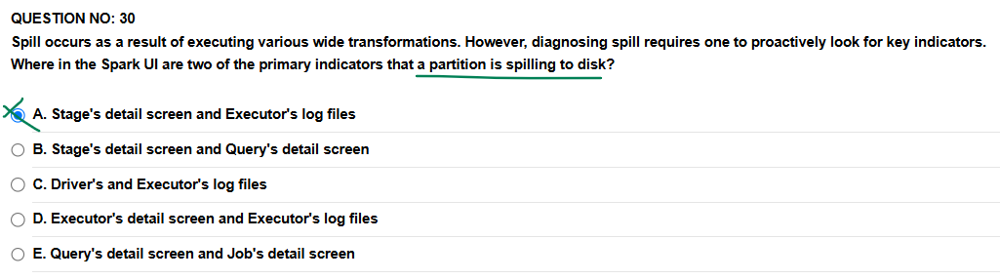 QUESTION NO: 30
Spill occurs as a result of executing various wide transformations. However, diagnosing spill requires one to proactively look for key indicators.
Where in the Spark UI are two of the primary indicators that a partition is spilling to disk?
A. Stage's detail screen and Executor's log files
B. Stage's detail screen and Query's detail screen
C. Driver's and Executor's log files
D. Executor's detail screen and Executor's log files
E. Query's detail screen and Job's detail screen